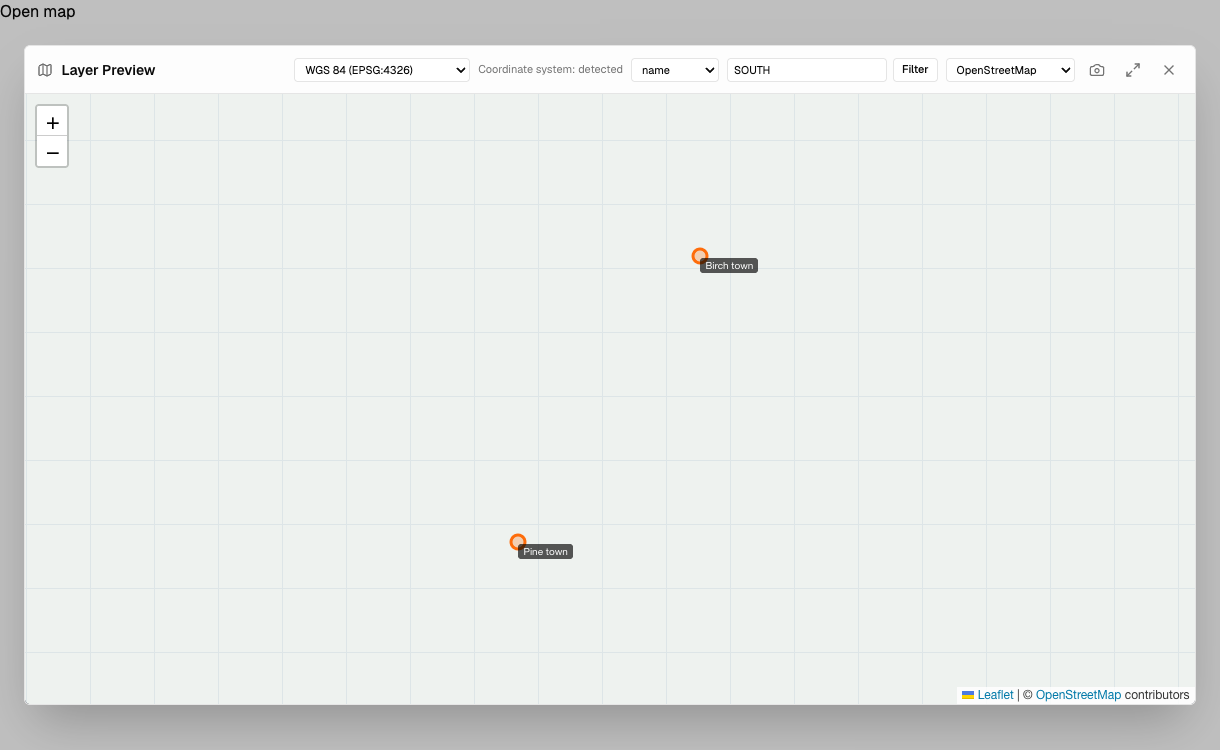 Open map
Layer Preview
WGS 84 (EPSG:4326)
Coordinate system: detected
name
SOUTH
Filter
OpenStreetMap
+
−
Birch town
Pine town
Leaflet | © OpenStreetMap contributors